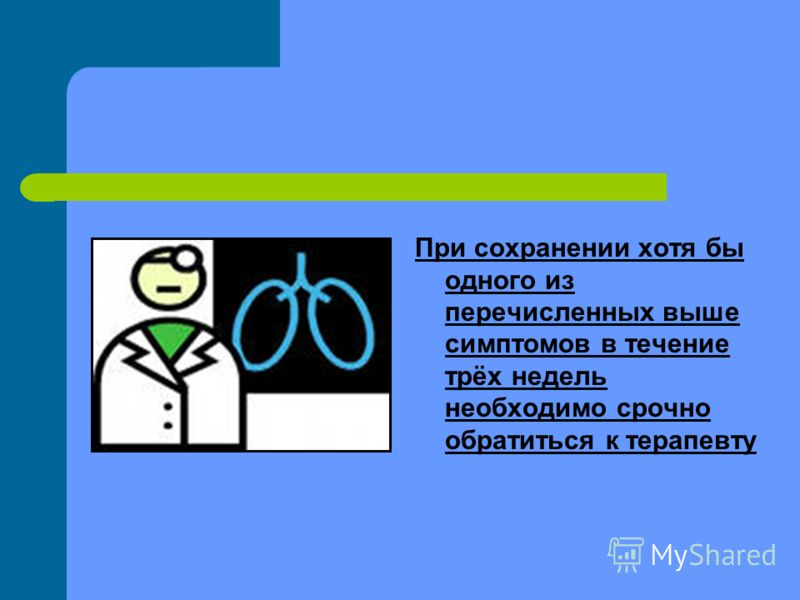 При сохранении хотя бы
одного из
перечисленных выше
симптомов в течение
трёх недель
необходимо срочно
обратиться к терапевту
MyShared